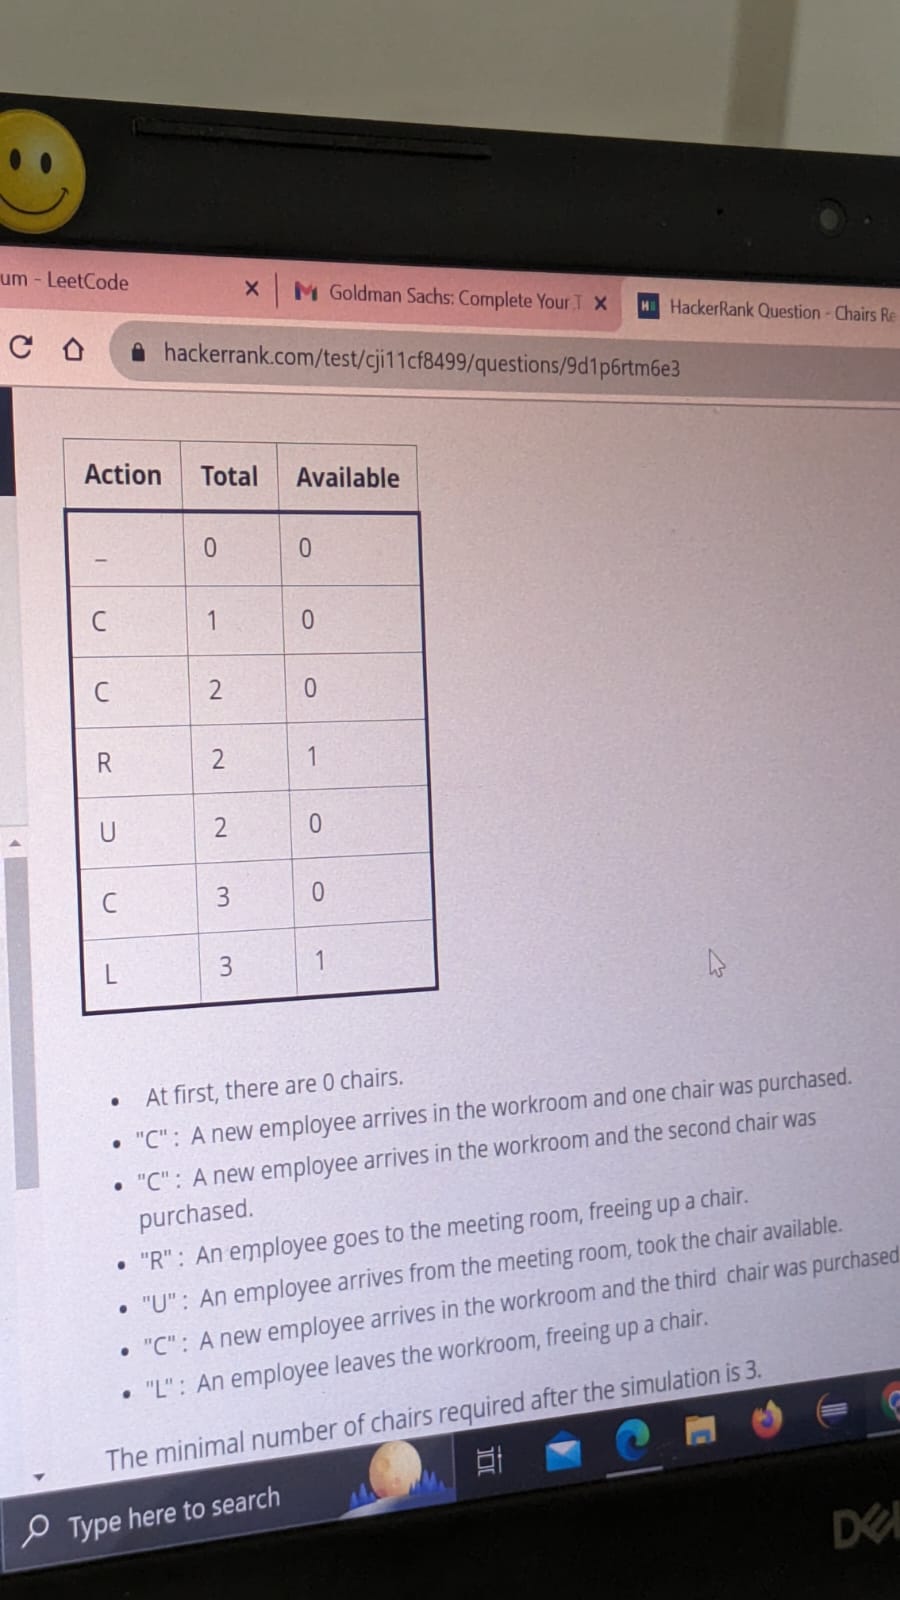 um - LeetCode
Goldman Sachs: Complete Your T
HackerRank Question - Chairs Re
hackerrank.com/test/cji11cf8499/questions/9d1p6rtm6e3
Action Total Available
_ 0 0
C 1 0
C 2 0
R 2 1
U 2 0
C 3 0
L 3 1
• At first, there are 0 chairs.
• "C" : A new employee arrives in the workroom and one chair was purchased.
• "C" : A new employee arrives in the workroom and the second chair was
purchased.
• "R" : An employee goes to the meeting room, freeing up a chair.
• "U" : An employee arrives from the meeting room, took the chair available.
• "C" : A new employee arrives in the workroom and the third chair was purchased
• "L" : An employee leaves the workroom, freeing up a chair.
The minimal number of chairs required after the simulation is 3.
Type here to search
DEL